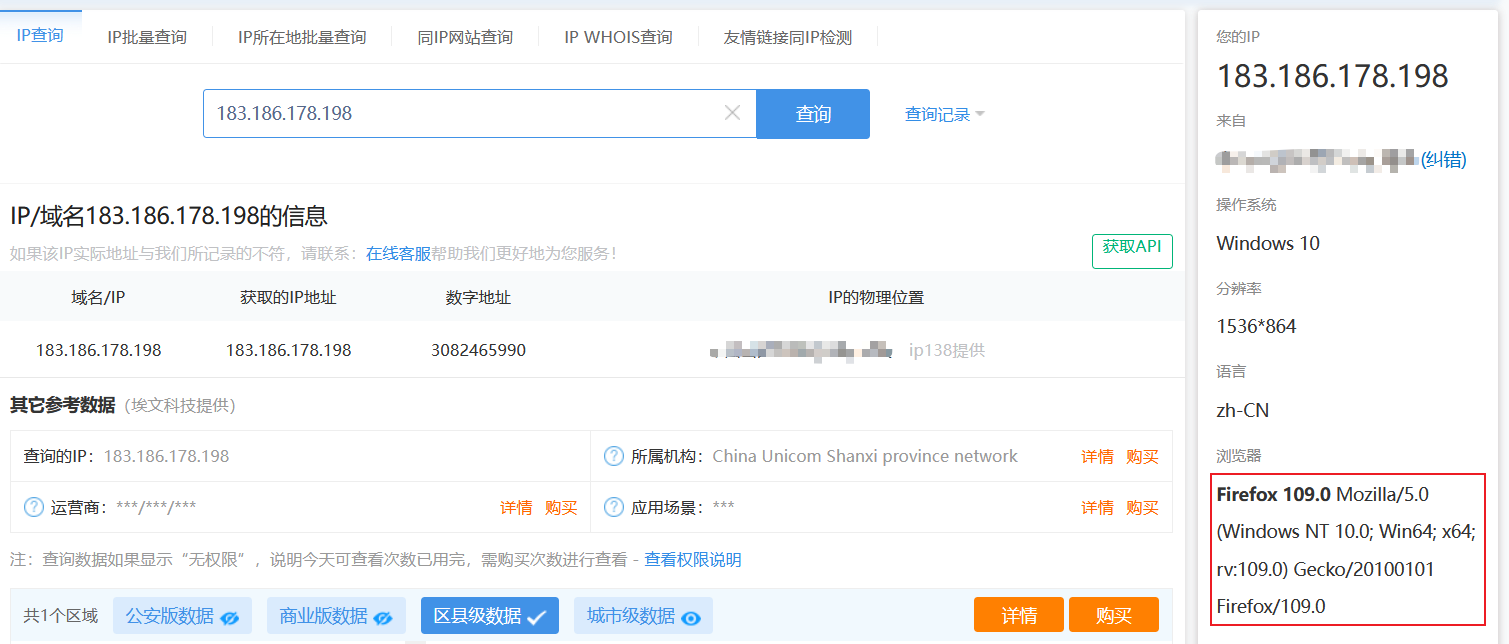 IP查询
IP批量查询
IP所在地批量查询
同IP网站查询
IP WHOIS查询
友情链接同IP检测
183.186.178.198
查询
查询记录
IP/域名183.186.178.198的信息
如果该IP实际地址与我们所记录的不符，请联系：在线客服帮助我们更好地为您服务！
获取API
域名/IP 获取的IP地址 数字地址 IP的物理位置
183.186.178.198 183.186.178.198 3082465990 ip138提供
其它参考数据（埃文科技提供）
查询的IP：183.186.178.198
所属机构：China Unicom Shanxi province network 详情 购买
运营商：***/***/*** 详情 购买
应用场景：*** 详情 购买
注：查询数据如果显示“无权限”，说明今天可查看次数已用完，需购买次数进行查看 - 查看权限说明
共1个区域 公安版数据 商业版数据 区县级数据 城市级数据 详情 购买
您的IP
183.186.178.198
来自
(纠错)
操作系统
Windows 10
分辨率
1536*864
语言
zh-CN
浏览器
Firefox 109.0 Mozilla/5.0
(Windows NT 10.0; Win64; x64;
rv:109.0) Gecko/20100101
Firefox/109.0